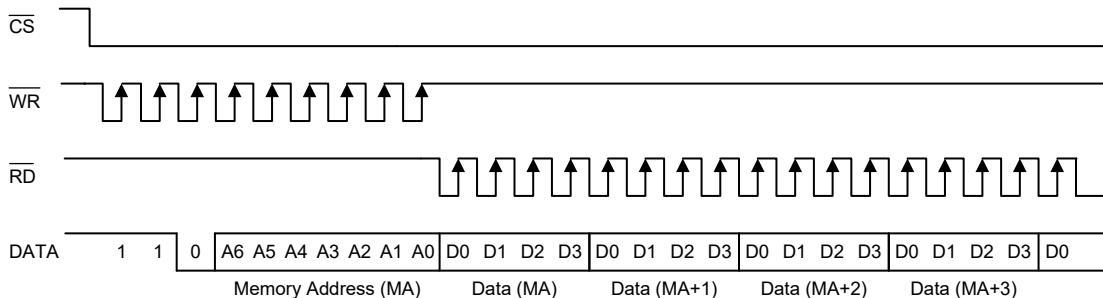 CS
WR
RD
DATA 1 1 0 A6 A5 A4 A3 A2 A1 A0 D0 D1 D2 D3 D0 D1 D2 D3 D0 D1 D2 D3 D0 D1 D2 D3 D0
Memory Address (MA) Data (MA) Data (MA+1) Data (MA+2) Data (MA+3)